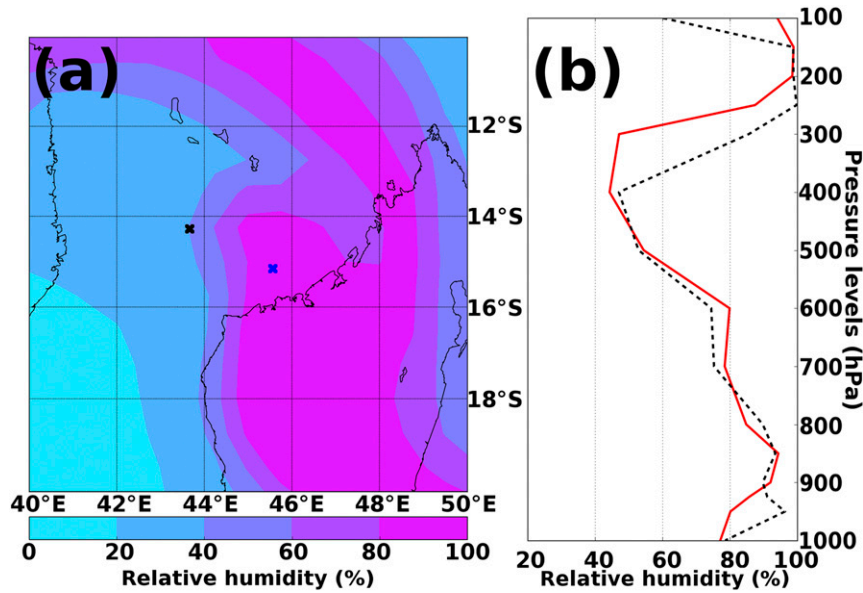 (a)
12°S
14°S
16°S
18°S
40°E 42°E 44°E 46°E 48°E 50°E
0 20 40 60 80 100
Relative humidity (%)
(b)
100
200
300
400
500
600
700
800
900
1000
Pressure levels (hPa)
20 40 60 80 100
Relative humidity (%)